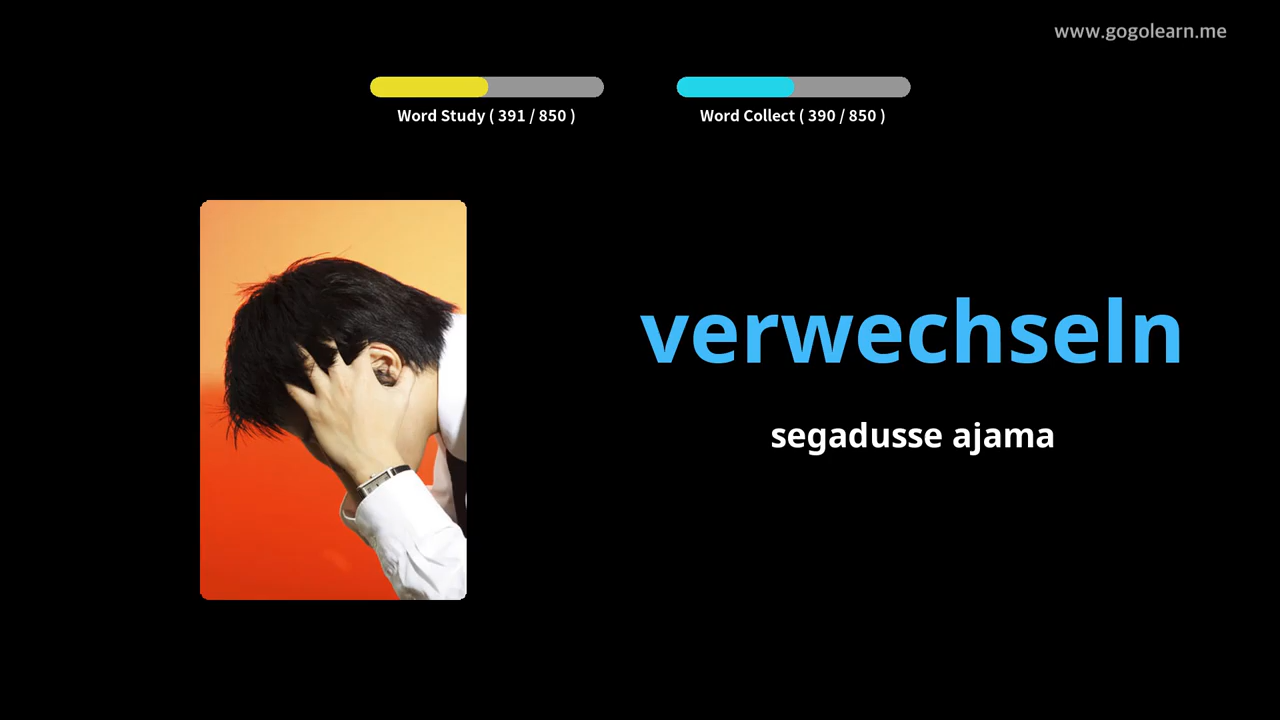 www.gogolearn.me
Word Study ( 391 / 850 )
Word Collect ( 390 / 850 )
verwechseln
segadusse ajama